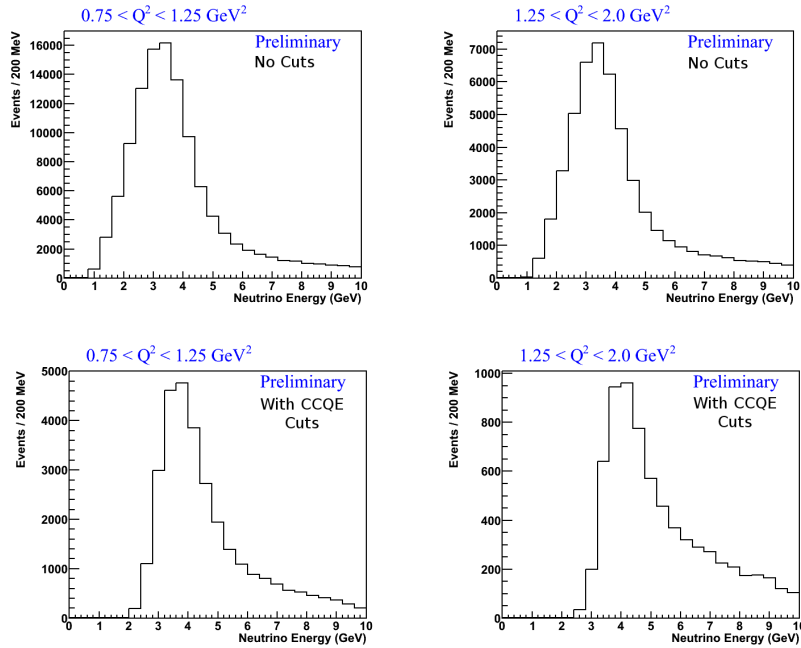 0.75 < Q² < 1.25 GeV²
Preliminary
No Cuts
Events / 200 MeV
16000
14000
12000
10000
8000
6000
4000
2000
0
0 1 2 3 4 5 6 7 8 9 10
Neutrino Energy (GeV)
1.25 < Q² < 2.0 GeV²
Preliminary
No Cuts
Events / 200 MeV
7000
6000
5000
4000
3000
2000
1000
0
0 1 2 3 4 5 6 7 8 9 10
Neutrino Energy (GeV)
0.75 < Q² < 1.25 GeV²
Preliminary
With CCQE
Cuts
Events / 200 MeV
5000
4000
3000
2000
1000
0
0 1 2 3 4 5 6 7 8 9 10
Neutrino Energy (GeV)
1.25 < Q² < 2.0 GeV²
Preliminary
With CCQE
Cuts
Events / 200 MeV
1000
800
600
400
200
0
0 1 2 3 4 5 6 7 8 9 10
Neutrino Energy (GeV)